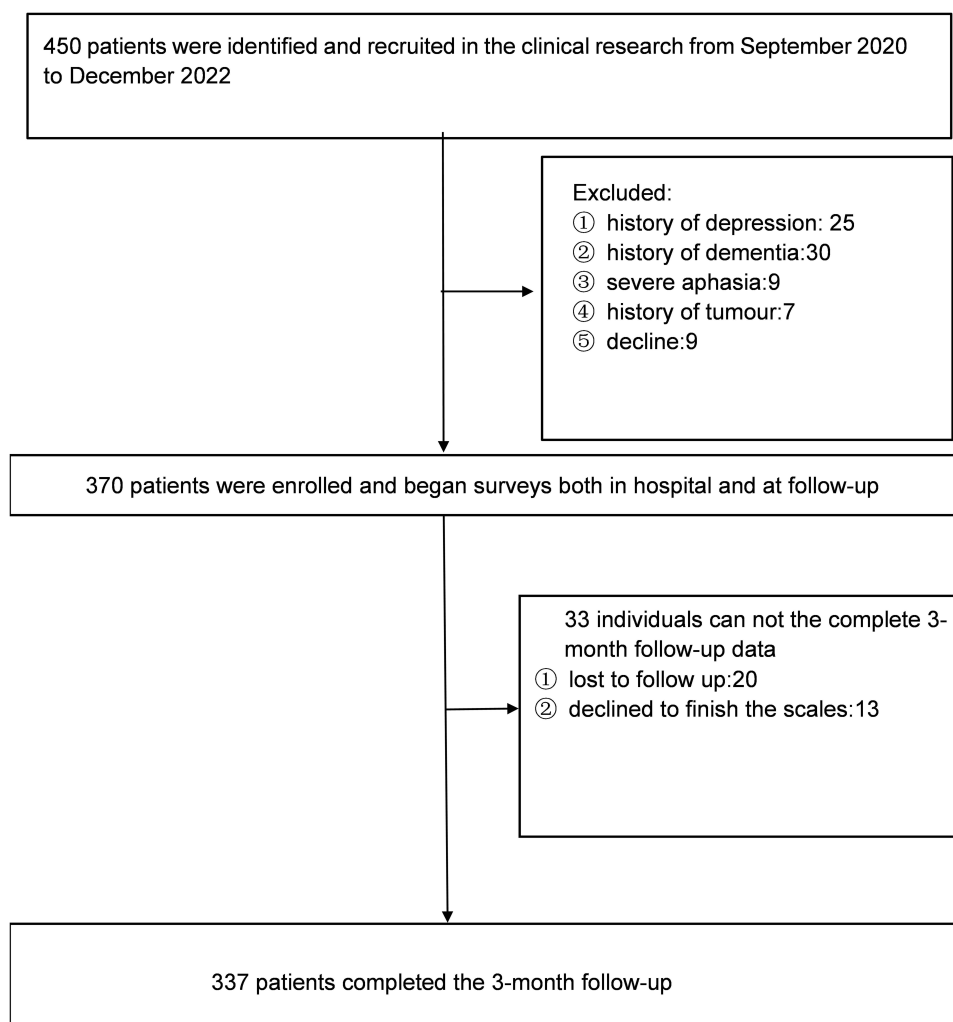 450 patients were identified and recruited in the clinical research from September 2020
to December 2022
Excluded:
① history of depression: 25
② history of dementia:30
③ severe aphasia:9
④ history of tumour:7
⑤ decline:9
370 patients were enrolled and began surveys both in hospital and at follow-up
33 individuals can not the complete 3-
month follow-up data
① lost to follow up:20
② declined to finish the scales:13
337 patients completed the 3-month follow-up